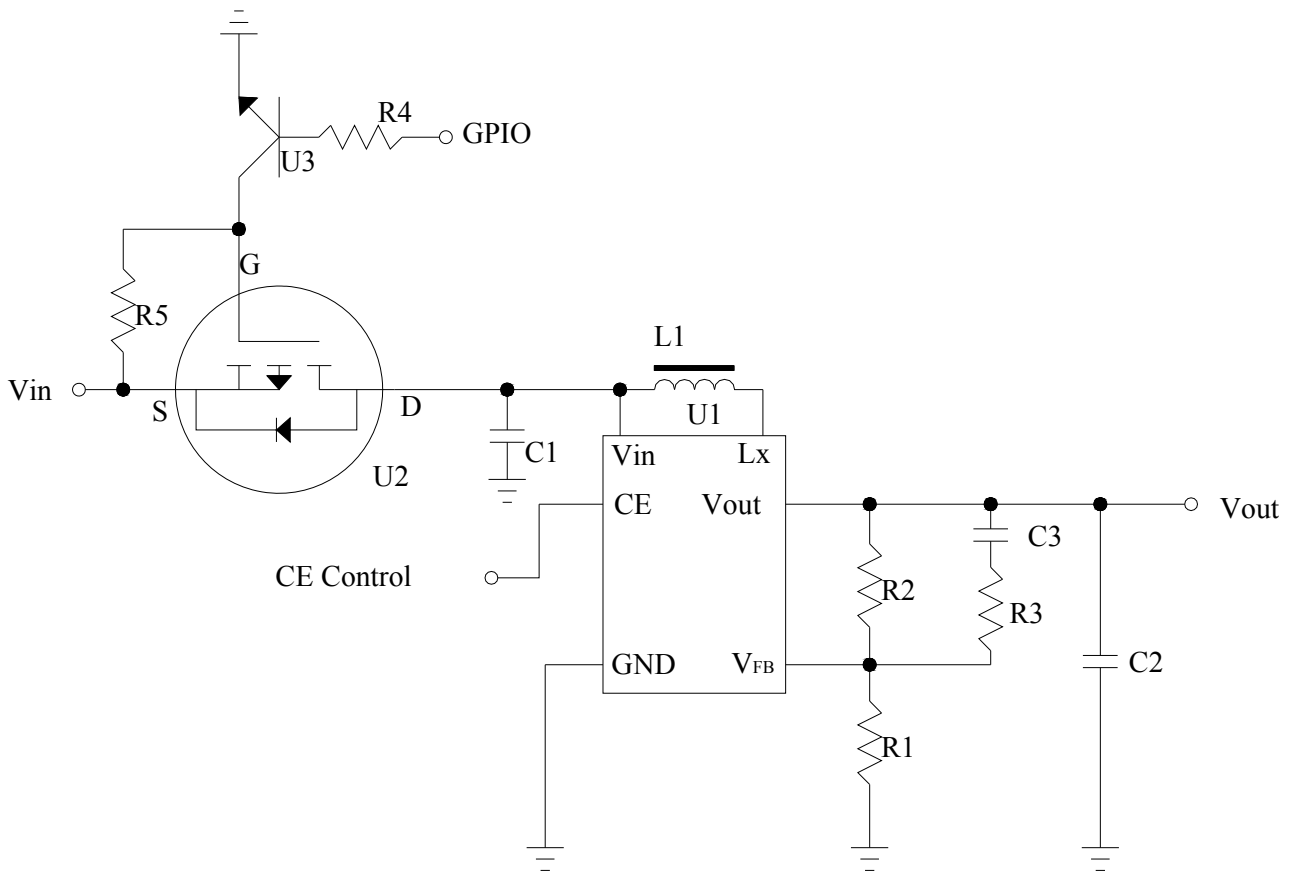 R4
GPIO
U3
G
R5
L1
Vin
S
D
U1
C1
Vin
Lx
U2
CE
Vout
Vout
C3
CE Control
R2
R3
GND
VFB
C2
R1